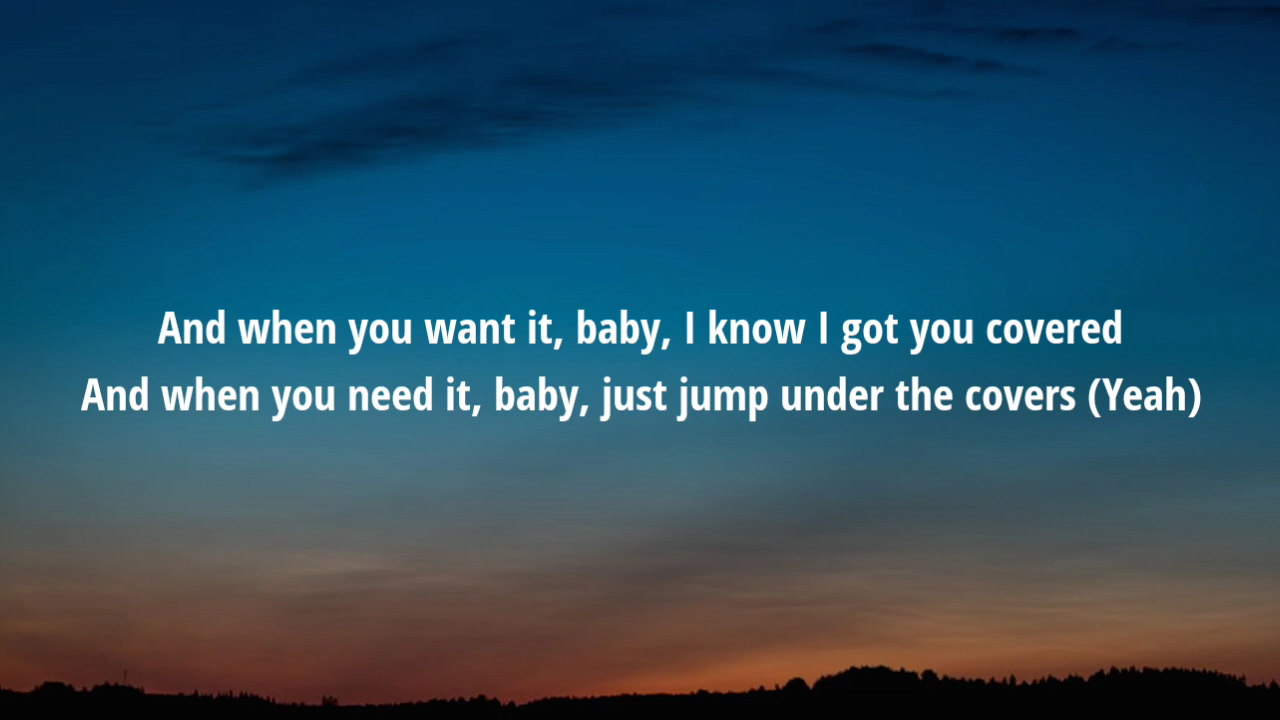 And when you want it, baby, I know I got you covered
And when you need it, baby, just jump under the covers (Yeah)